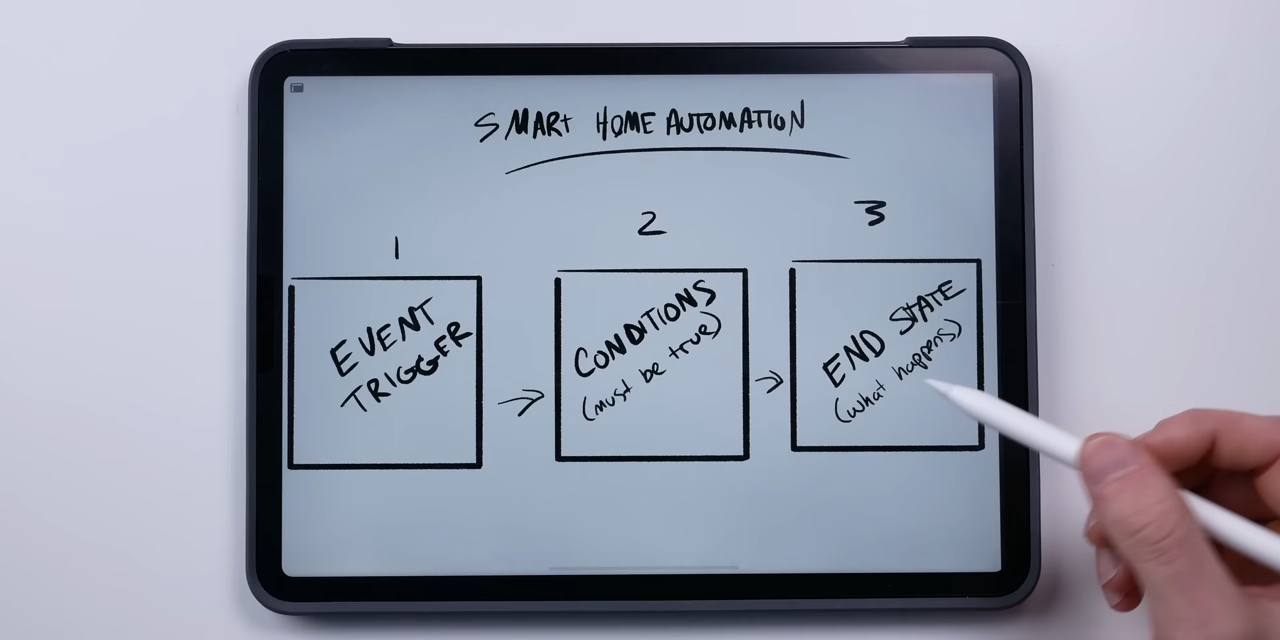 SMART HOME AUTOMATION
1
2
3
EVENT
TRIGGER
CONDITIONS
(must be true)
END STATE
(what happens)